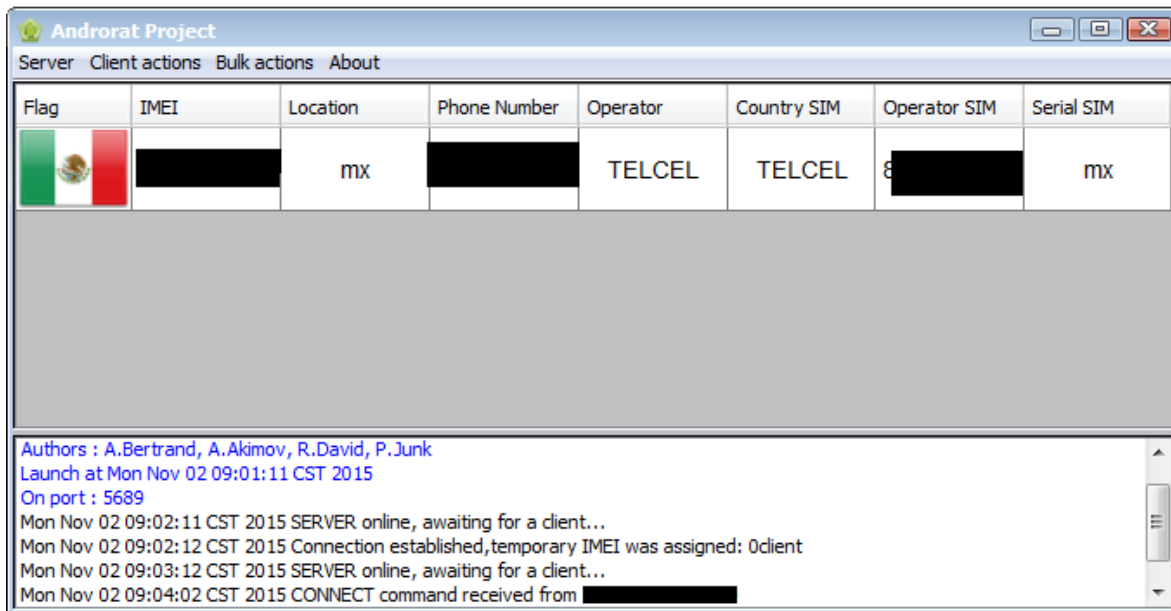 Androrat Project
Server Client actions Bulk actions About
Flag IMEI Location Phone Number Operator Country SIM Operator SIM Serial SIM
mx TELCEL TELCEL 8 mx
Authors : A.Bertrand, A.Akimov, R.David, P.Junk
Launch at Mon Nov 02 09:01:11 CST 2015
On port : 5689
Mon Nov 02 09:02:11 CST 2015 SERVER online, awaiting for a client...
Mon Nov 02 09:02:12 CST 2015 Connection established,temporary IMEI was assigned: 0client
Mon Nov 02 09:03:12 CST 2015 SERVER online, awaiting for a client...
Mon Nov 02 09:04:02 CST 2015 CONNECT command received from